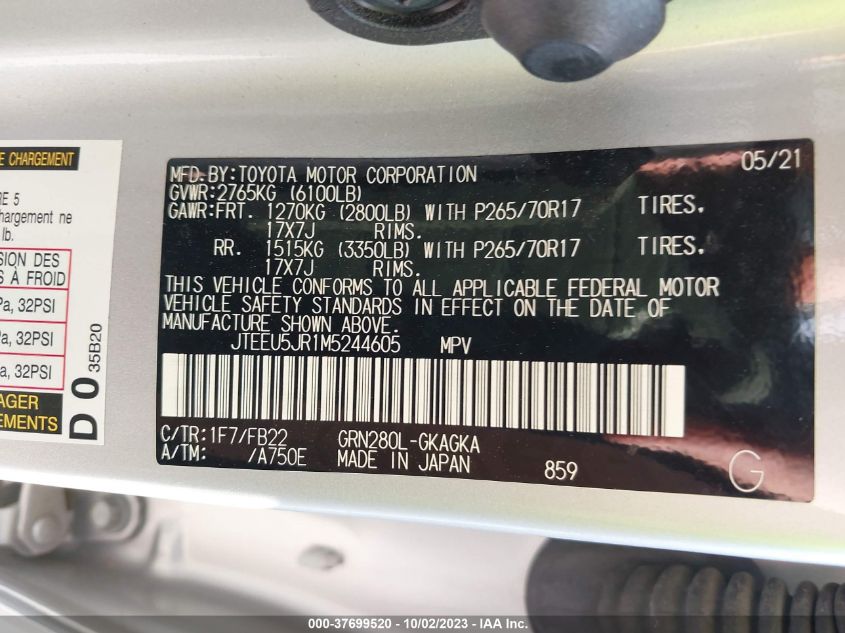 E CHARGEMENT
RE 5
chargement ne
lb.
SION DES
S À FROID
Pa, 32PSI
Pa, 32PSI
a, 32PSI
AGER
EMENTS
D 0 35B20
MFD.BY:TOYOTA MOTOR CORPORATION 05/21
GVWR:2765KG (6100LB)
GAWR:FRT. 1270KG (2800LB) WITH P265/70R17 TIRES.
17X7J RIMS.
RR. 1515KG (3350LB) WITH P265/70R17 TIRES.
17X7J RIMS.
THIS VEHICLE CONFORMS TO ALL APPLICABLE FEDERAL MOTOR
VEHICLE SAFETY STANDARDS IN EFFECT ON THE DATE OF
MANUFACTURE SHOWN ABOVE.
JTEEU5JR1M5244605 MPV
C/TR:1F7/FB22 GRN280L-GKAGKA
A/TM: /A750E MADE IN JAPAN 859
G
000-37699520 - 10/02/2023 - IAA Inc.